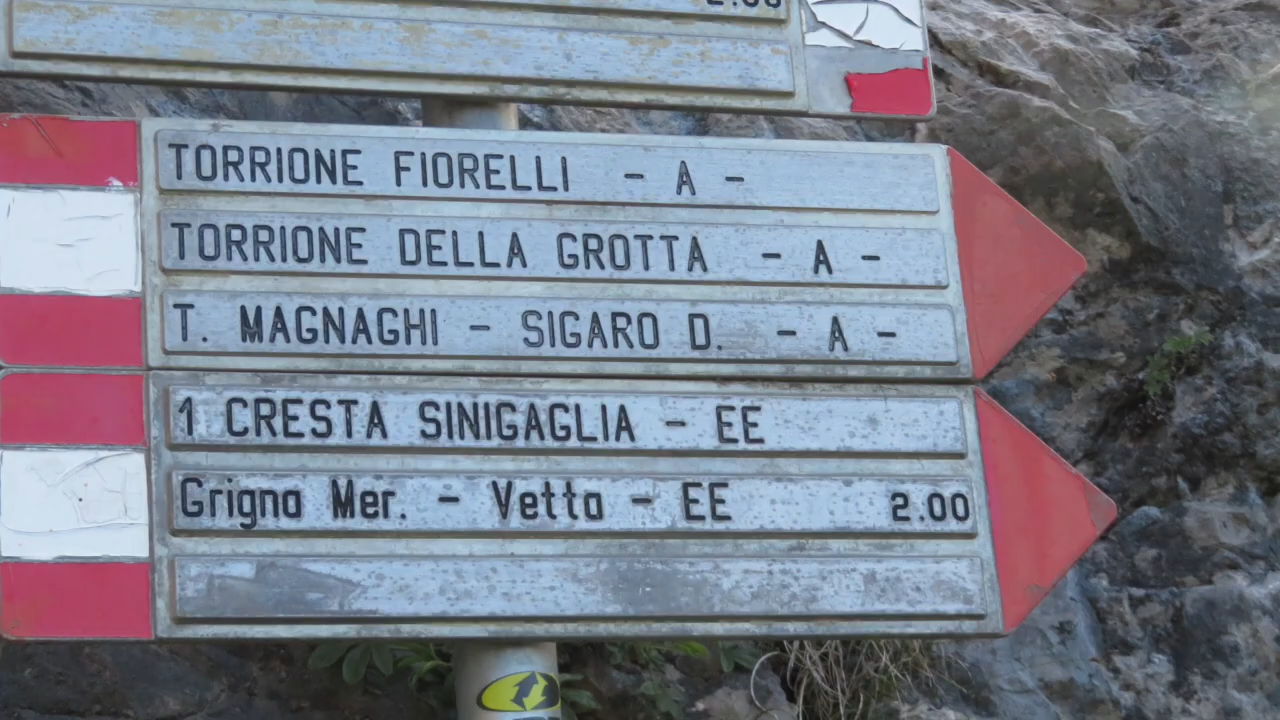 TORRIONE FIORELLI - A -
TORRIONE DELLA GROTTA - A -
T. MAGNAGHI - SIGARO D. - A -
1 CRESTA SINIGAGLIA - EE
Grigna Mer. - Vetta - EE 2.00